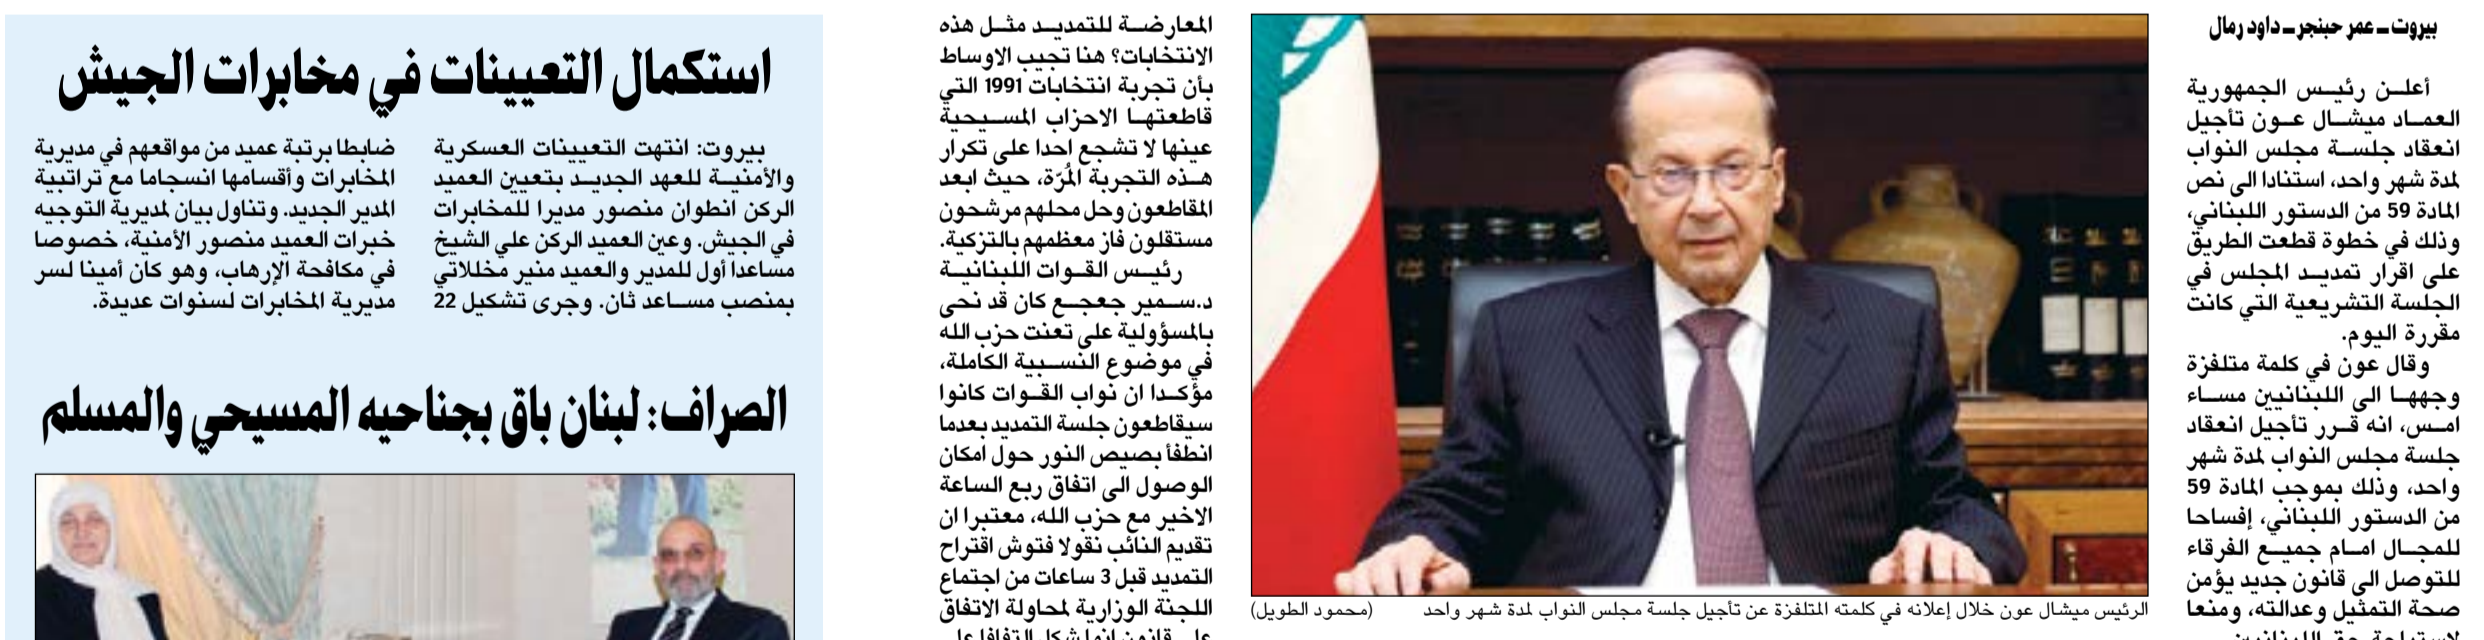 بيروت ـ عمر حبنجر ـ داود رمال
أعلـن رئيـس الجمهورية
العمـاد ميشـال عـون تأجيل
انعقاد جلسـة مجلس النواب
لمدة شهر واحد، استنادا الى نص
المادة 59 من الدستور اللبناني،
وذلك في خطوة قطعت الطريق
على اقرار تمديـد المجلس في
الجلسة التشريعية التي كانت
مقررة اليوم.
وقال عون في كلمة متلفزة
وجههـا الى اللبنانيين مسـاء
امـس، انه قـرر تأجيل انعقاد
جلسة مجلس النواب لمدة شهر
واحد، وذلك بموجب المادة 59
من الدستور اللبناني، إفساحا
للمجـال امـام جميـع الفرقاء
للتوصل الى قانون جديد يؤمن
صحة التمثيل وعدالته، ومنعا
الرئيس ميشال عون خلال إعلانه في كلمته المتلفزة عن تأجيل جلسة مجلس النواب لمدة شهر واحد (محمود الطويل)
المعارضـة للتمديـد مثـل هذه
الانتخابات؟ هنا تجيب الاوساط
بأن تجربة انتخابات 1991 التي
قاطعتهـا الاحزاب المسـيحية
عينها لا تشجع احدا على تكرار
هـذه التجربة المُرّة، حيث ابعد
المقاطعون وحل محلهم مرشحون
مستقلون فاز معظمهم بالتزكية.
رئيـس القـوات اللبنانيـة
د.سـمير جعجـع كان قد نحى
بالمسؤولية على تعنت حزب الله
في موضوع النسـبية الكاملة،
مؤكـدا ان نواب القـوات كانوا
سيقاطعون جلسة التمديد بعدما
انطفأ بصيص النور حول امكان
الوصول الى اتفاق ربع الساعة
الاخير مع حزب الله، معتبرا ان
تقديم النائب نقولا فتوش اقتراح
التمديد قبل 3 ساعات من اجتماع
اللجنة الوزارية لمحاولة الاتفاق
استكمال التعيينات في مخابرات الجيش
بيروت: انتهت التعيينات العسكرية
والأمنيـة للعهد الجديـد بتعيين العميد
الركن انطوان منصور مديرا للمخابرات
في الجيش. وعين العميد الركن علي الشيخ
مساعدا أول للمدير والعميد منير مخللاتي
بمنصب مسـاعد ثان. وجرى تشكيل 22
ضابطا برتبة عميد من مواقعهم في مديرية
المخابرات وأقسامها انسجاما مع تراتبية
المدير الجديد. وتناول بيان لمديرية التوجيه
خبرات العميد منصور الأمنية، خصوصا
في مكافحة الإرهاب، وهو كان أمينا لسر
مديرية المخابرات لسنوات عديدة.
الصراف: لبنان باق بجناحيه المسيحي والمسلم